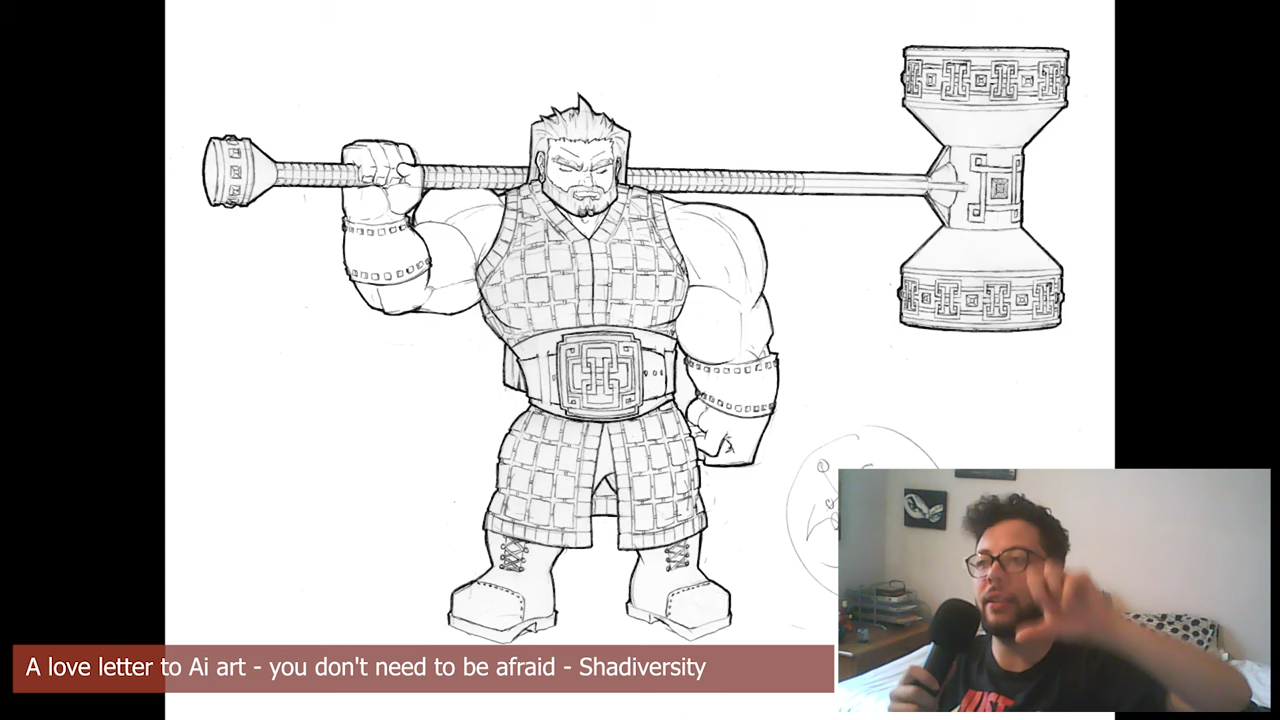 A love letter to Ai art - you don't need to be afraid - Shadiversity